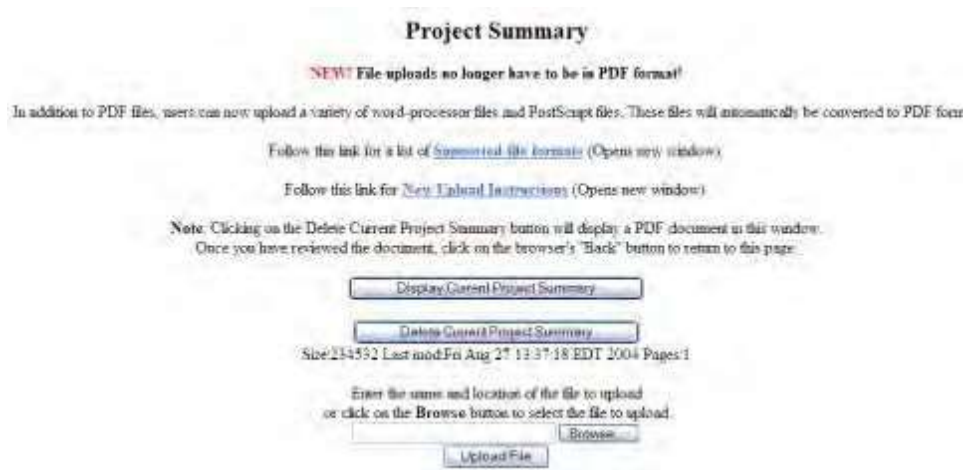 Project Summary
NEW! File uploads no longer have to be in PDF format!
In addition to PDF files, users can now upload a variety of word-processor files and PostScript files. These files will automatically be converted to PDF form
Follow this link for a list of Supported file formats (Opens new window)
Follow this link for New Upload Instructions (Opens new window)
Note: Clicking on the Delete Current Project Summary button will display a PDF document in this window.
Once you have reviewed the document, click on the browser's "Back" button to return to this page.
Display Current Project Summary
Delete Current Project Summary
Size:234532 Last mod:Fri Aug 27 13:37:18 EDT 2004 Pages:1
Enter the name and location of the file to upload
or click on the Browse button to select the file to upload.
Browse...
Upload File